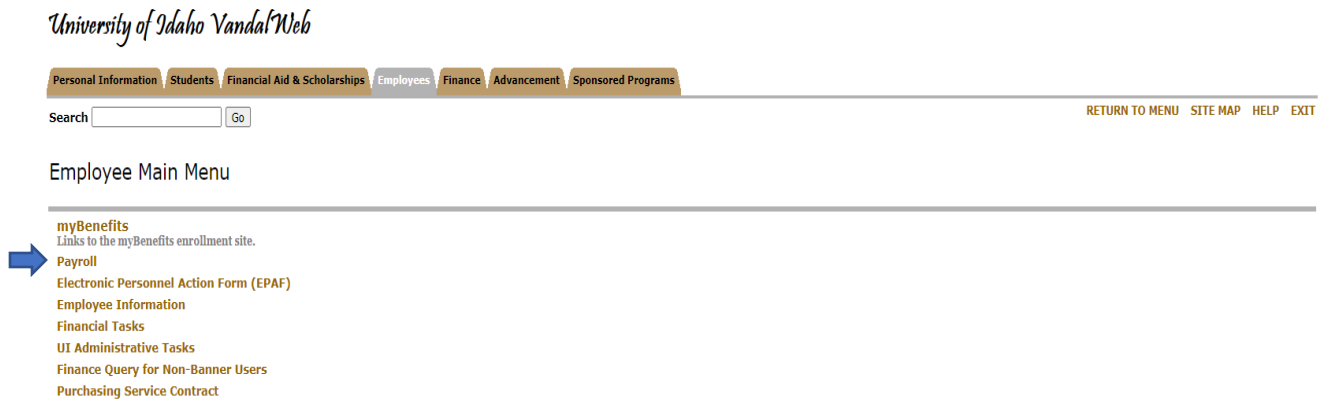 University of Idaho VandalWeb
Personal Information Students Financial Aid & Scholarships Employees Finance Advancement Sponsored Programs
Search Go RETURN TO MENU SITE MAP HELP EXIT
Employee Main Menu
myBenefits
Links to the myBenefits enrollment site.
Payroll
Electronic Personnel Action Form (EPAF)
Employee Information
Financial Tasks
UI Administrative Tasks
Finance Query for Non-Banner Users
Purchasing Service Contract